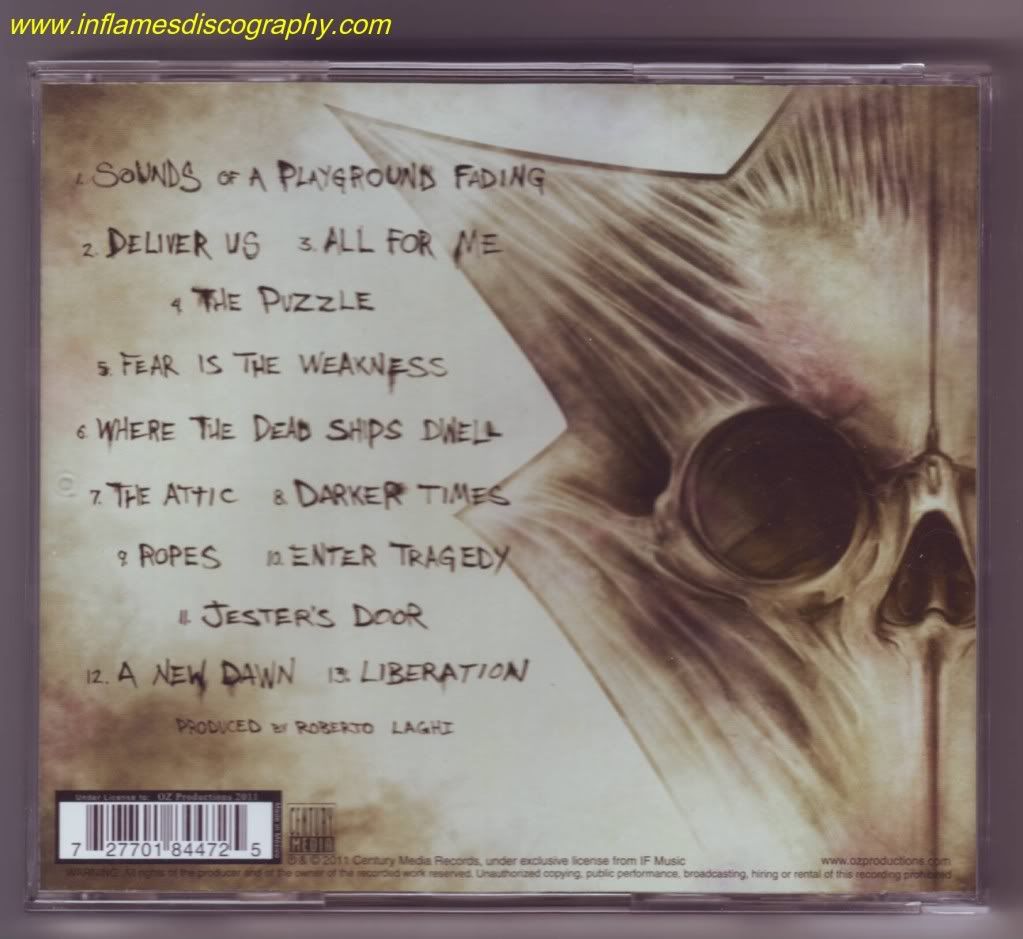 www.inflamesdiscography.com
1. SOUNDS OF A PLAYGROUND FADING
2. DELIVER US 3. ALL FOR ME
4. THE PUZZLE
5. FEAR IS THE WEAKNESS
6. WHERE THE DEAD SHIPS DWELL
7. THE ATTIC 8. DARKER TIMES
9. ROPES 10. ENTER TRAGEDY
11. JESTER'S DOOR
12. A NEW DAWN 13. LIBERATION
PRODUCED BY ROBERTO LAGHI
Under License to: OZ Productions 2011
Made in Mexico
7 27701 84472 5
CENTURY
MEDIA
℗ & © 2011 Century Media Records, under exclusive license from IF Music
www.ozproductions.com
WARNING: All rights of the producer and of the owner of the recorded work reserved. Unauthorized copying, public performance, broadcasting, hiring or rental of this recording prohibited